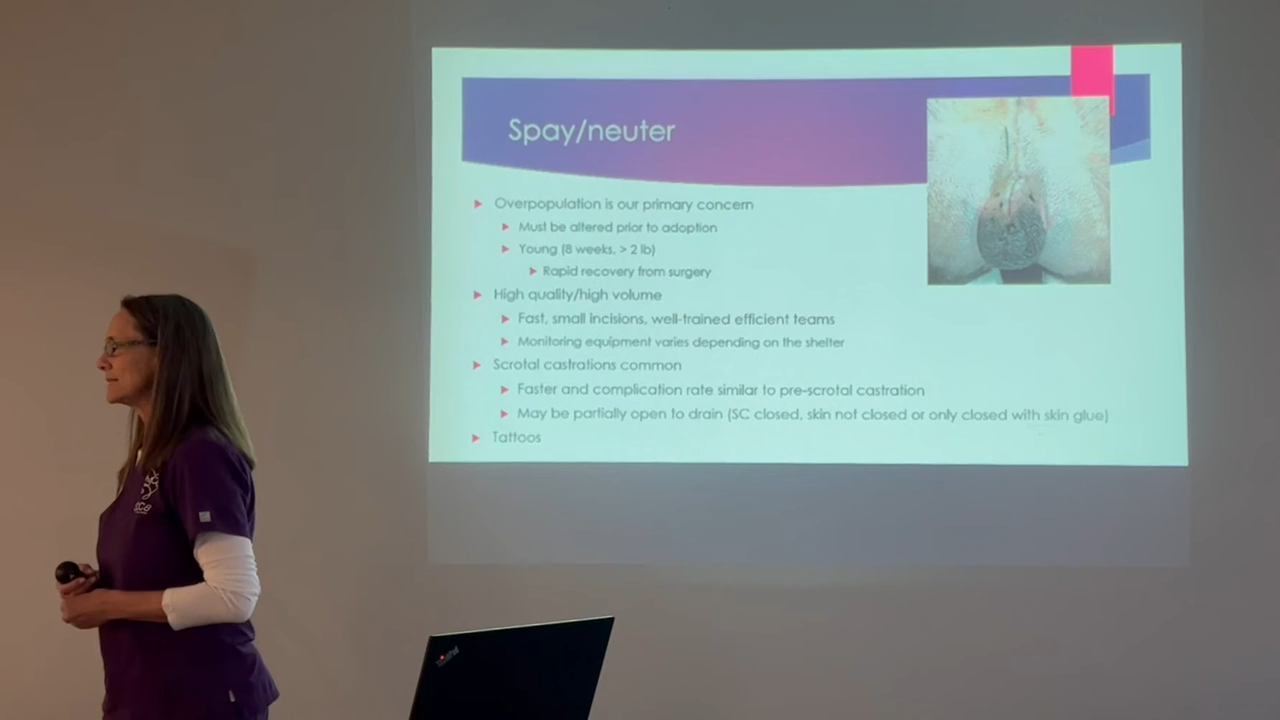 Spay/neuter
Overpopulation is our primary concern
Must be altered prior to adoption
Young (8 weeks, > 2 lb)
Rapid recovery from surgery
High quality/high volume
Fast, small incisions, well-trained efficient teams
Monitoring equipment varies depending on the shelter
Scrotal castrations common
Faster and complication rate similar to pre-scrotal castration
May be partially open to drain (SC closed, skin not closed or only closed with skin glue)
Tattoos
ThinkPad